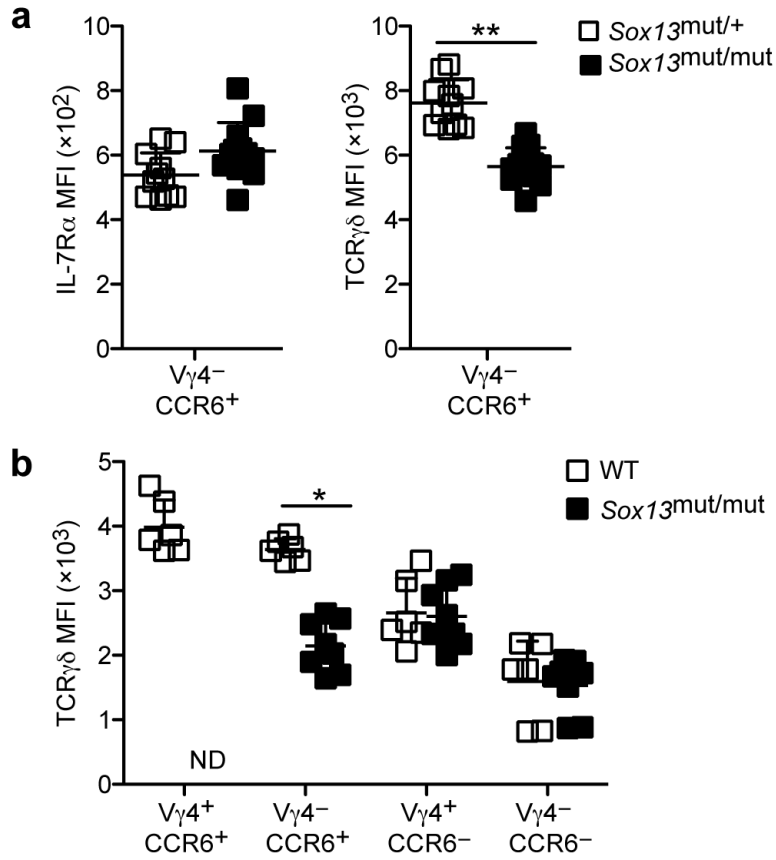 a
IL-7Rα MFI (×10²)
10
8
6
4
2
0
Vγ4⁻
CCR6⁺
TCRγδ MFI (×10³)
10
8
6
4
2
0
**
Vγ4⁻
CCR6⁺
Sox13mut/+
Sox13mut/mut
b
TCRγδ MFI (×10³)
5
4
3
2
1
0
*
ND
WT
Sox13mut/mut
Vγ4⁺
CCR6⁺
Vγ4⁻
CCR6⁺
Vγ4⁺
CCR6⁻
Vγ4⁻
CCR6⁻